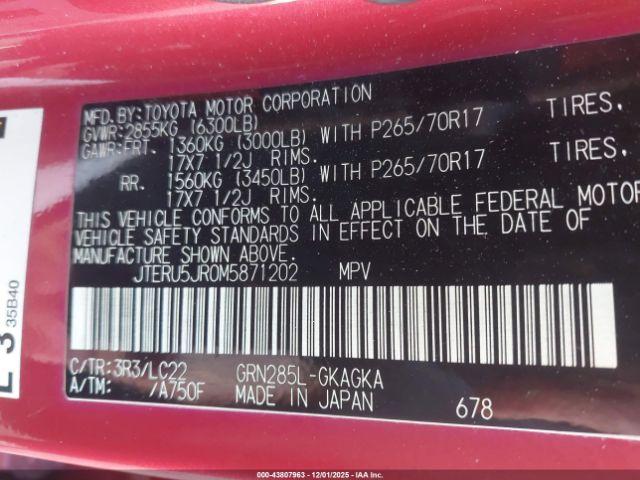 MFD.BY:TOYOTA MOTOR CORPORATION
GVWR:2855KG (6300LB)
GAWR:FRT. 1360KG (3000LB) WITH P265/70R17 TIRES,
17X7 1/2J RIMS.
RR. 1560KG (3450LB) WITH P265/70R17 TIRES,
17X7 1/2J RIMS.
THIS VEHICLE CONFORMS TO ALL APPLICABLE FEDERAL MOTOR
VEHICLE SAFETY STANDARDS IN EFFECT ON THE DATE OF
MANUFACTURE SHOWN ABOVE.
JTERU5JR0M5871202 MPV
C/TR:3R3/LC22 GRN285L-GKAGKA
A/TM: /A750F MADE IN JAPAN 678
35B40
000-43807963 - 12/01/2025 - IAAI.CA